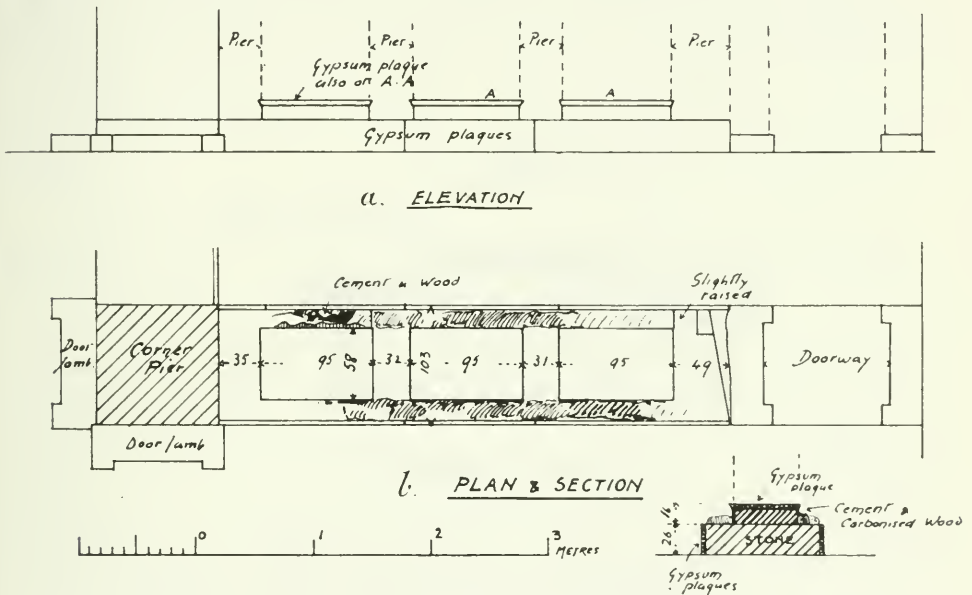 Pier
Pier
Pier
Pier
Gypsum plaque
also on A.A
A
A
Gypsum plaques
a. ELEVATION
Cement & Wood
Slightly
raised
Door
Jamb
Corner
Pier
35
95
58
32
103
95
31
95
49
Doorway
Door Jamb
b. PLAN & SECTION
Gypsum
plaque
Cement &
Carbonised Wood
16
26
STONE
Gypsum
plaques
0 1 2 3 METRES